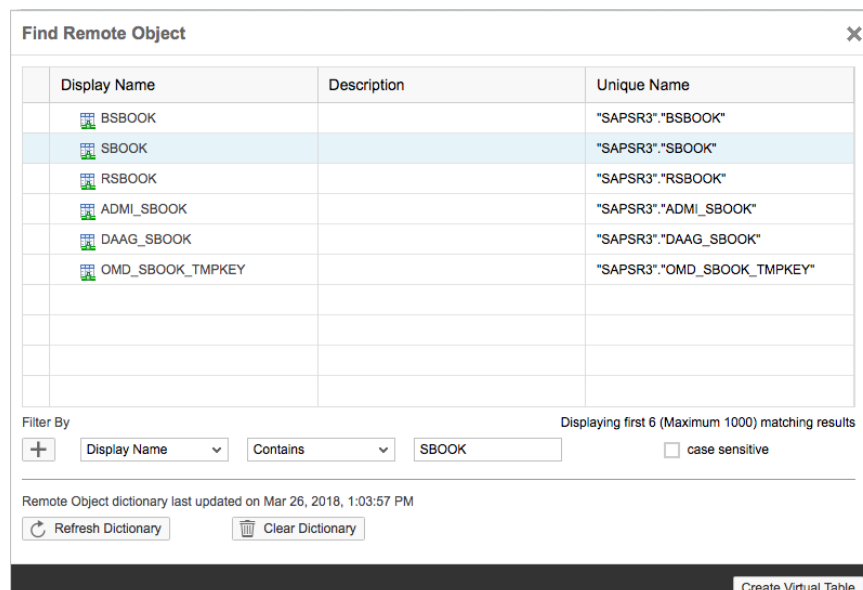 Find Remote Object
Display Name Description Unique Name
BSBOOK "SAPSR3"."BSBOOK"
SBOOK "SAPSR3"."SBOOK"
RSBOOK "SAPSR3"."RSBOOK"
ADMI_SBOOK "SAPSR3"."ADMI_SBOOK"
DAAG_SBOOK "SAPSR3"."DAAG_SBOOK"
OMD_SBOOK_TMPKEY "SAPSR3"."OMD_SBOOK_TMPKEY"
Filter By Displaying first 6 (Maximum 1000) matching results
Display Name Contains SBOOK case sensitive
Remote Object dictionary last updated on Mar 26, 2018, 1:03:57 PM
Refresh Dictionary Clear Dictionary
Create Virtual Table